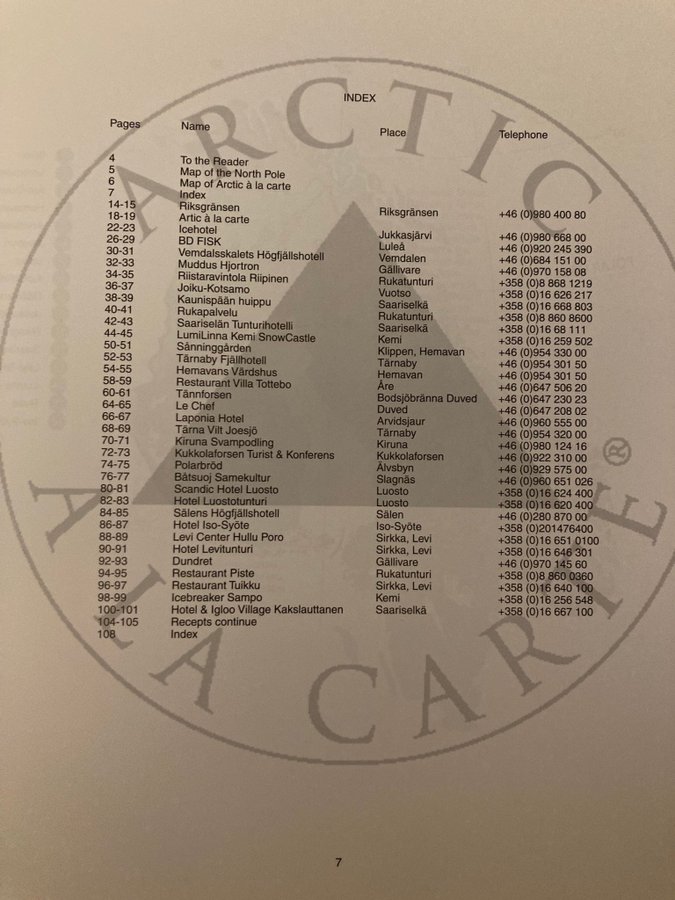 INDEX
Pages Name Place Telephone
4 To the Reader
5 Map of the North Pole
6 Map of Arctic à la carte
7 Index
14-15 Riksgränsen Riksgränsen +46 (0)980 400 80
18-19 Artic à la carte
22-23 Icehotel Jukkasjärvi +46 (0)980 668 00
26-29 BD FISK Luleå +46 (0)920 245 390
30-31 Vemdalsskalets Högfjällshotell Vemdalen +46 (0)684 151 00
32-33 Muddus Hjortron Gällivare +46 (0)970 158 08
34-35 Riistaravintola Riipinen Rukatunturi +358 (0)8 868 1219
36-37 Joiku-Kotsamo Vuotso +358 (0)16 626 217
38-39 Kaunispään huippu Saariselkä +358 (0)16 668 803
40-41 Rukapalvelu Rukatunturi +358 (0)8 860 8600
42-43 Saariselän Tunturihotelli Saariselkä +358 (0)16 68 111
44-45 LumiLinna Kemi SnowCastle Kemi +358 (0)16 259 502
50-51 Sånninggården Klippen, Hemavan +46 (0)954 330 00
52-53 Tärnaby Fjällhotell Tärnaby +46 (0)954 301 50
54-55 Hemavans Värdshus Hemavan +46 (0)954 301 50
58-59 Restaurant Villa Tottebo Åre +46 (0)647 506 20
60-61 Tännforsen Bodsjöbränna Duved +46 (0)647 230 23
64-65 Le Chef Duved +46 (0)647 208 02
66-67 Laponia Hotel Arvidsjaur +46 (0)960 555 00
68-69 Tärna Vilt Joesjö Tärnaby +46 (0)954 320 00
70-71 Kiruna Svampodling Kiruna +46 (0)980 124 16
72-73 Kukkolaforsen Turist & Konferens Kukkolaforsen +46 (0)922 310 00
74-75 Polarbröd Älvsbyn +46 (0)929 575 00
76-77 Båtsuoj Samekultur Slagnäs +46 (0)960 651 026
80-81 Scandic Hotel Luosto Luosto +358 (0)16 624 400
82-83 Hotel Luostotunturi Luosto +358 (0)16 620 400
84-85 Sälens Högfjällshotell Sälen +46 (0)280 870 00
86-87 Hotel Iso-Syöte Iso-Syöte +358 (0)201476400
88-89 Levi Center Hullu Poro Sirkka, Levi +358 (0)16 651 0100
90-91 Hotel Levitunturi Sirkka, Levi +358 (0)16 646 301
92-93 Dundret Gällivare +46 (0)970 145 60
94-95 Restaurant Piste Rukatunturi +358 (0)8 860 0360
96-97 Restaurant Tuikku Sirkka, Levi +358 (0)16 640 100
98-99 Icebreaker Sampo Kemi +358 (0)16 256 548
100-101 Hotel & Igloo Village Kakslauttanen Saariselkä +358 (0)16 667 100
104-105 Recepts continue
108 Index
ARCTIC
A LA CARTE ®
7